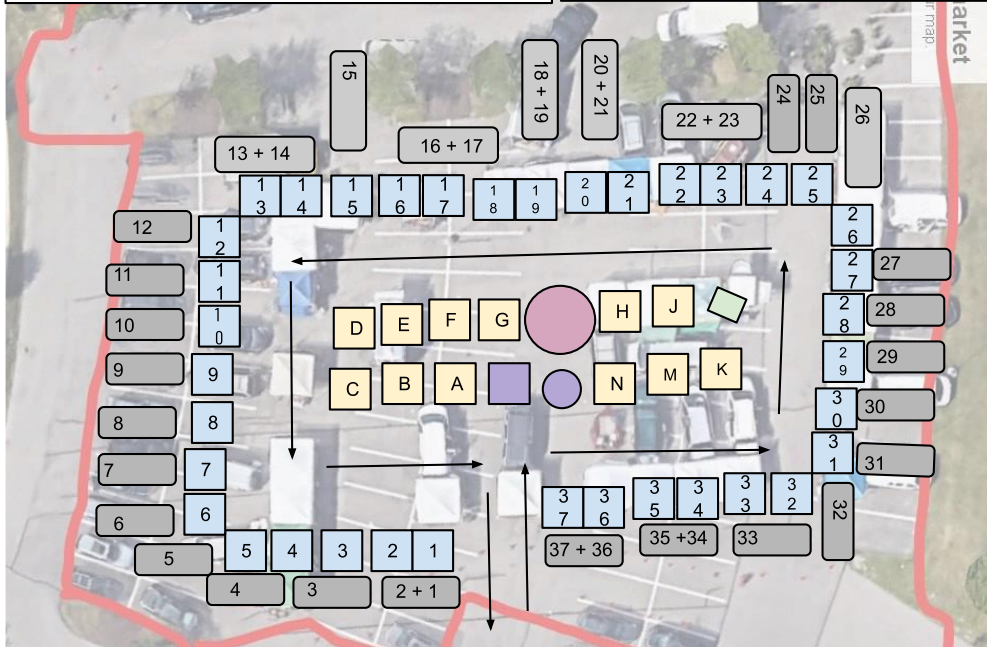 arket
r map.
15
18 + 19
20 + 21
24
25
26
22 + 23
13 + 14
16 + 17
13
14
15
16
17
18
19
20
21
22
23
24
25
12
12
26
11
11
27
27
10
10
28
28
D
E
F
G
H
J
9
9
29
29
C
B
A
N
M
K
8
8
30
30
7
7
31
31
6
6
37
36
35
34
33
32
32
5
5
4
3
2
1
37 + 36
35 +34
33
4
3
2 + 1